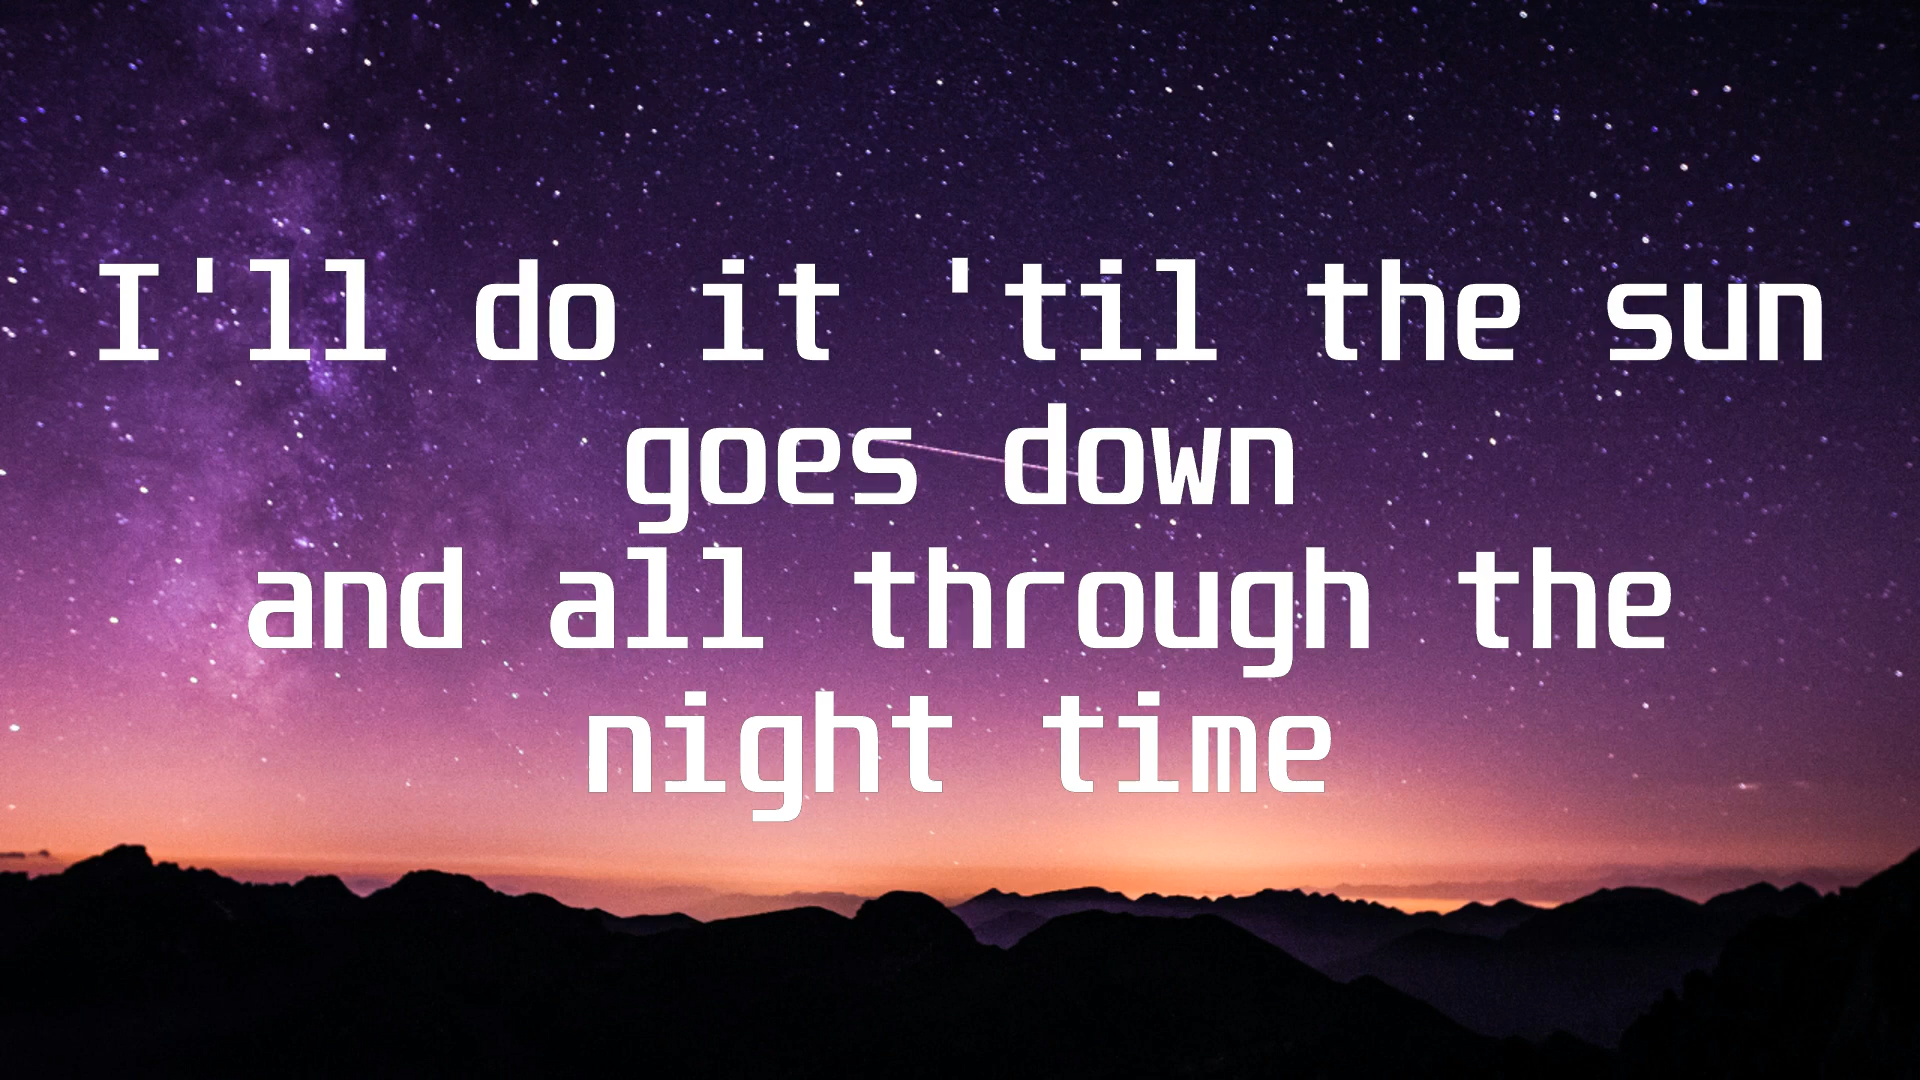 I'll do it 'til the sun
goes down
and all through the
night time